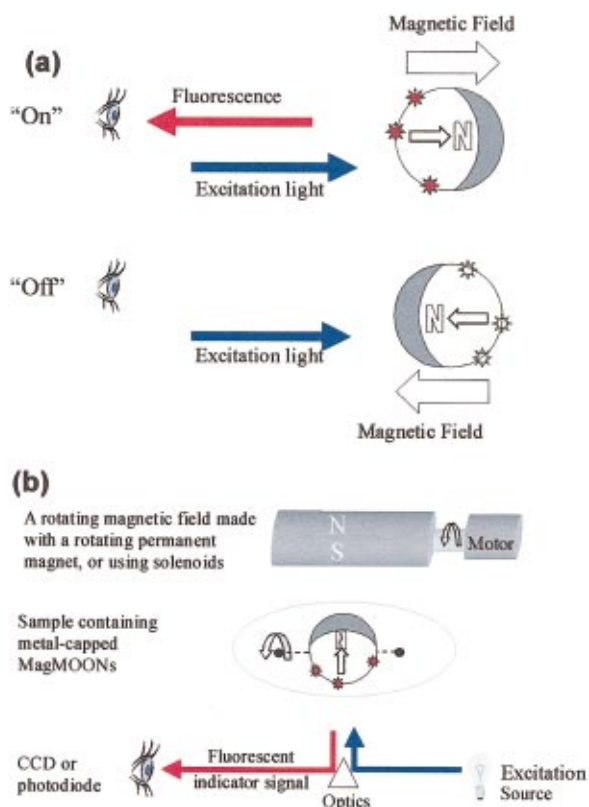 Magnetic Field
(a)
"On"
Fluorescence
N
Excitation light
"Off"
N
Excitation light
Magnetic Field
(b)
A rotating magnetic field made
with a rotating permanent
magnet, or using solenoids
N
S
Motor
Sample containing
metal-capped
MagMOONs
N
CCD or
photodiode
Fluorescent
indicator signal
Optics
Excitation
Source